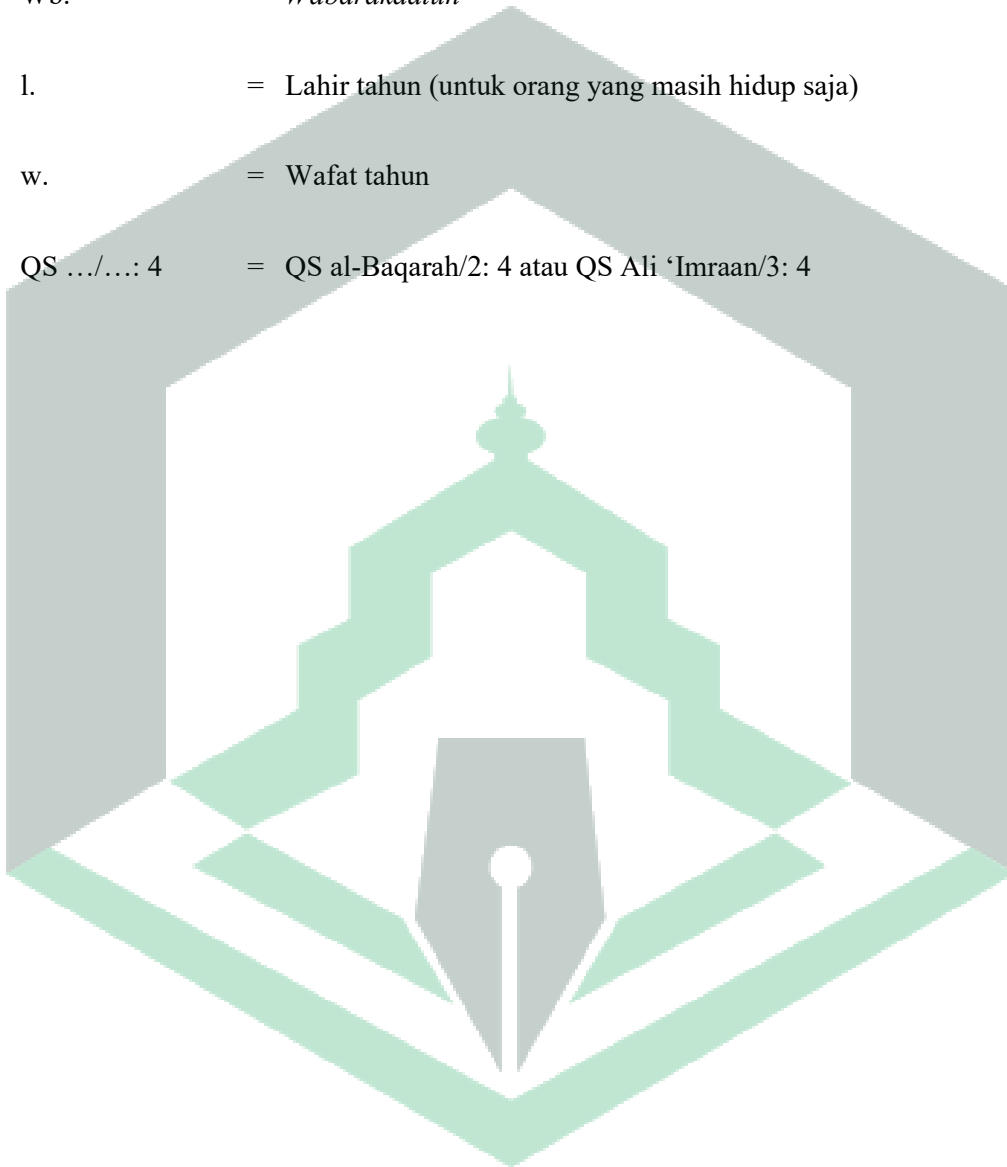 l. = Lahir tahun (untuk orang yang masih hidup saja)
w. = Wafat tahun
QS …/…: 4 = QS al-Baqarah/2: 4 atau QS Ali ‘Imraan/3: 4